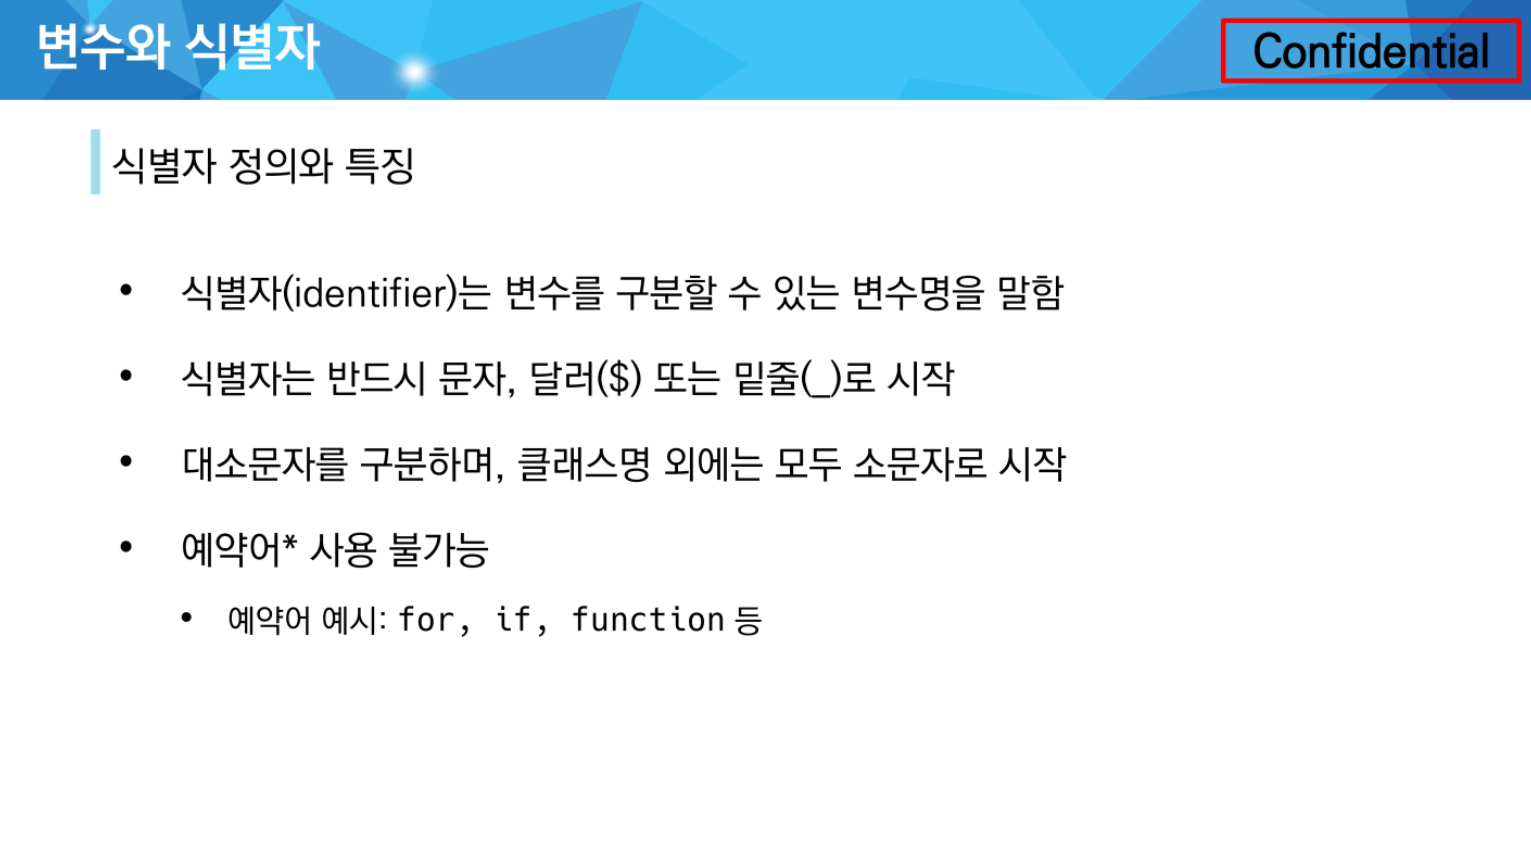 변수와 식별자
Confidential
식별자 정의와 특징
• 식별자(identifier)는 변수를 구분할 수 있는 변수명을 말함
• 식별자는 반드시 문자, 달러($) 또는 밑줄(_)로 시작
• 대소문자를 구분하며, 클래스명 외에는 모두 소문자로 시작
• 예약어* 사용 불가능
• 예약어 예시: for, if, function 등